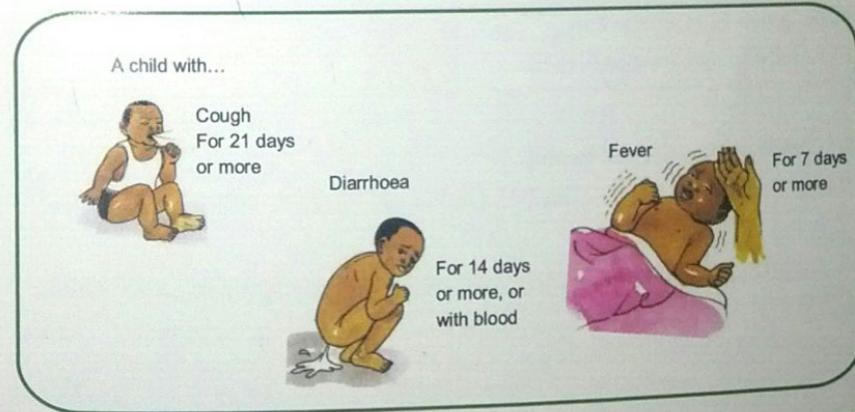 A child with...
Cough
For 21 days
or more
Diarrhoea
For 14 days
or more, or
with blood
Fever
For 7 days
or more